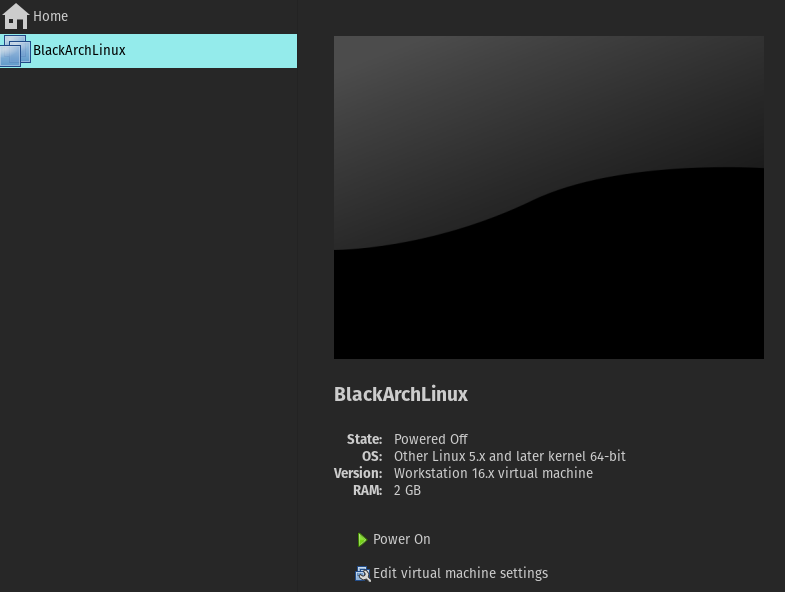 Home
BlackArchLinux
BlackArchLinux
State: Powered Off
OS: Other Linux 5.x and later kernel 64-bit
Version: Workstation 16.x virtual machine
RAM: 2 GB
Power On
Edit virtual machine settings